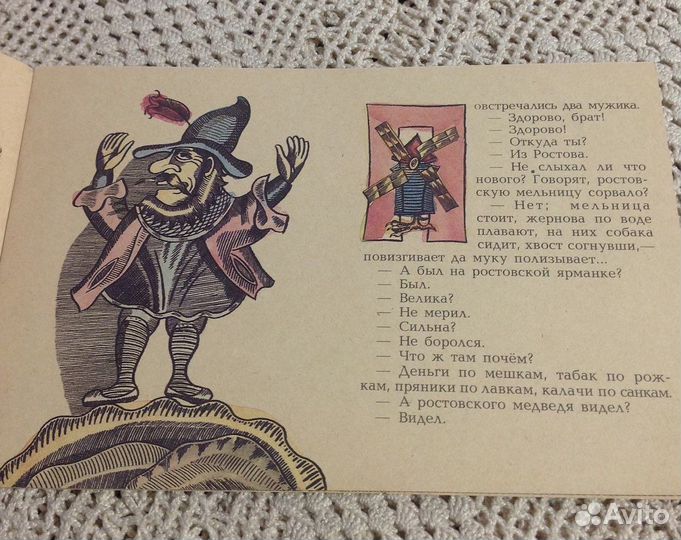 овстречались два мужика.
— Здорово, брат!
— Здорово!
— Откуда ты?
— Из Ростова.
— Не слыхал ли что
нового? Говорят, ростов-
скую мельницу сорвало?
— Нет; мельница
стоит, жернова по воде
плавают, на них собака
сидит, хвост согнувши,—
повизгивает да муку полизывает...
— А был на ростовской ярманке?
— Был.
— Велика?
— Не мерил.
— Сильна?
— Не боролся.
— Что ж там почём?
— Деньги по мешкам, табак по рож-
кам, пряники по лавкам, калачи по санкам.
— А ростовского медведя видел?
— Видел.
Avito